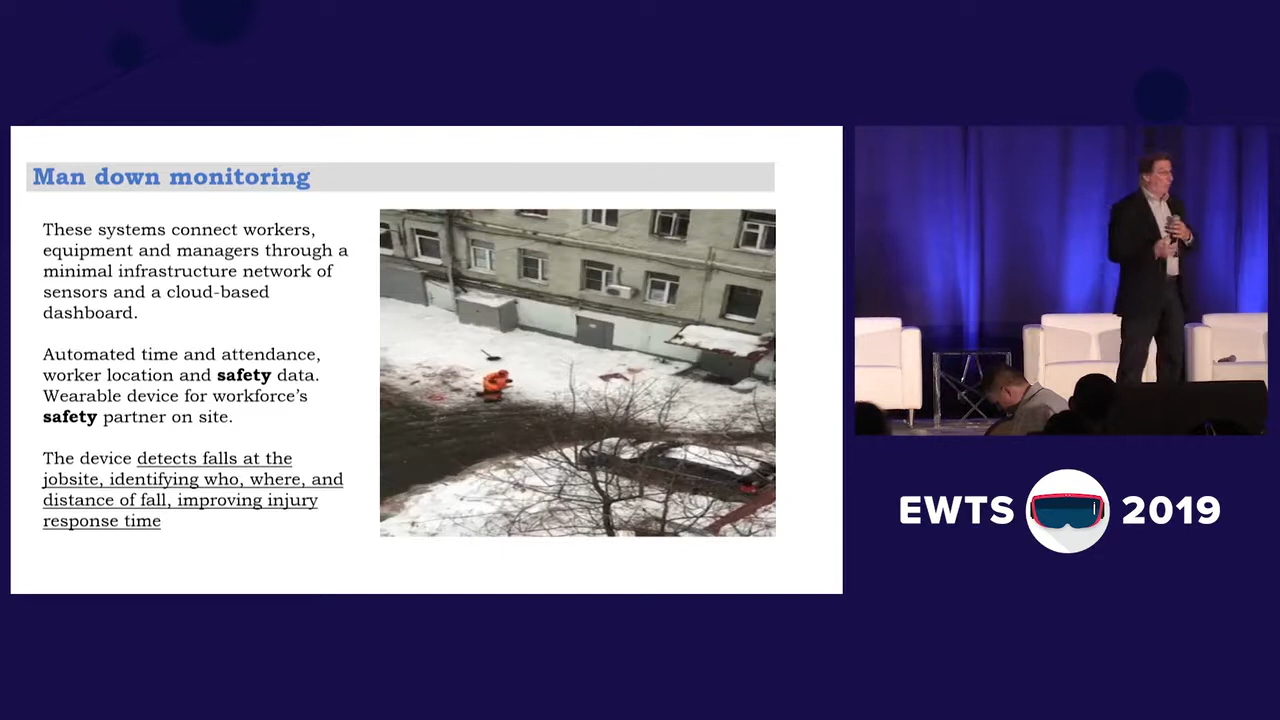 Man down monitoring
These systems connect workers,
equipment and managers through a
minimal infrastructure network of
sensors and a cloud-based
dashboard.
Automated time and attendance,
worker location and safety data.
Wearable device for workforce’s
safety partner on site.
The device detects falls at the
jobsite, identifying who, where, and
distance of fall, improving injury
response time
EWTS 2019